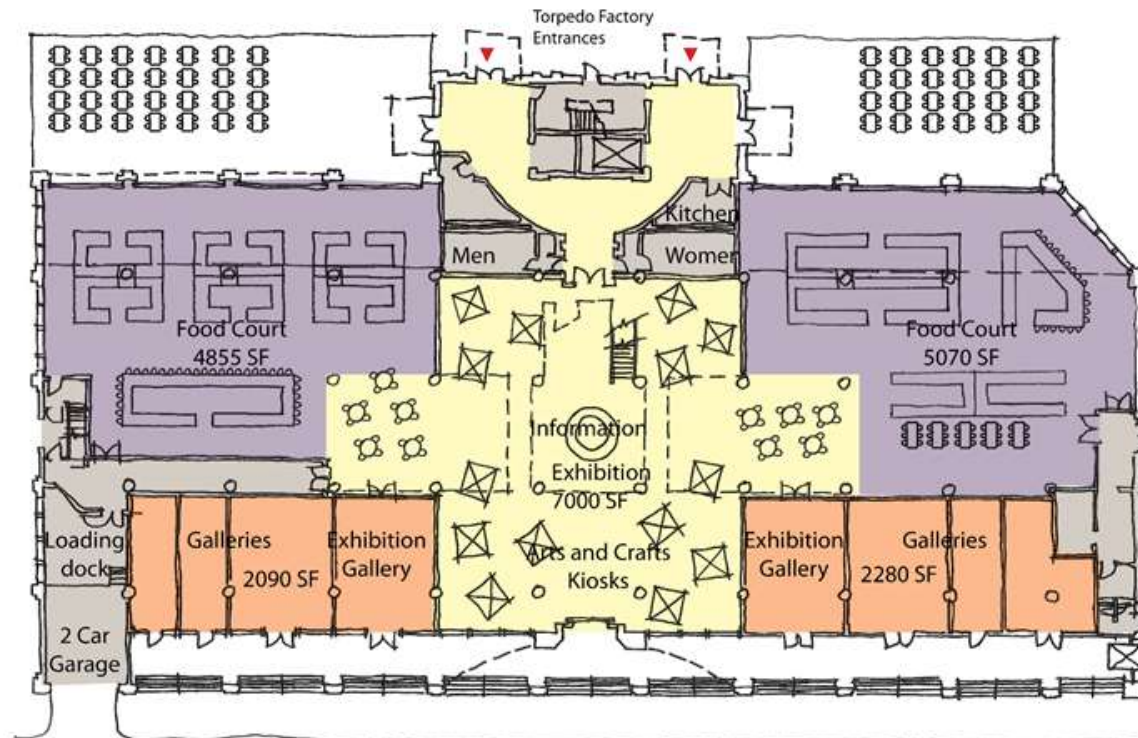 Torpedo Factory
Entrances
Kitchen
Men
Women
Food Court
4855 SF
Food Court
5070 SF
Information
Exhibition
7000 SF
Loading
dock
Galleries
2090 SF
Exhibition
Gallery
Arts and Crafts
Kiosks
Exhibition
Gallery
Galleries
2280 SF
2 Car
Garage